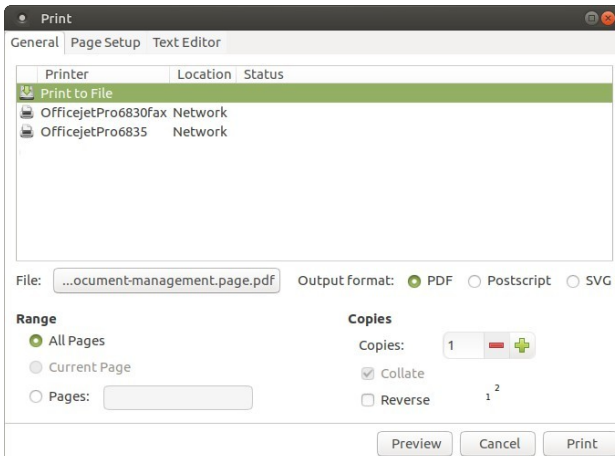 Print
General Page Setup Text Editor
Printer Location Status
Print to File
OfficejetPro6830fax Network
OfficejetPro6835 Network
File: ...ocument-management.page.pdf Output format: PDF Postscript SVG
Range Copies
All Pages Copies: 1
Current Page Collate
Pages: Reverse 1 2
Preview Cancel Print